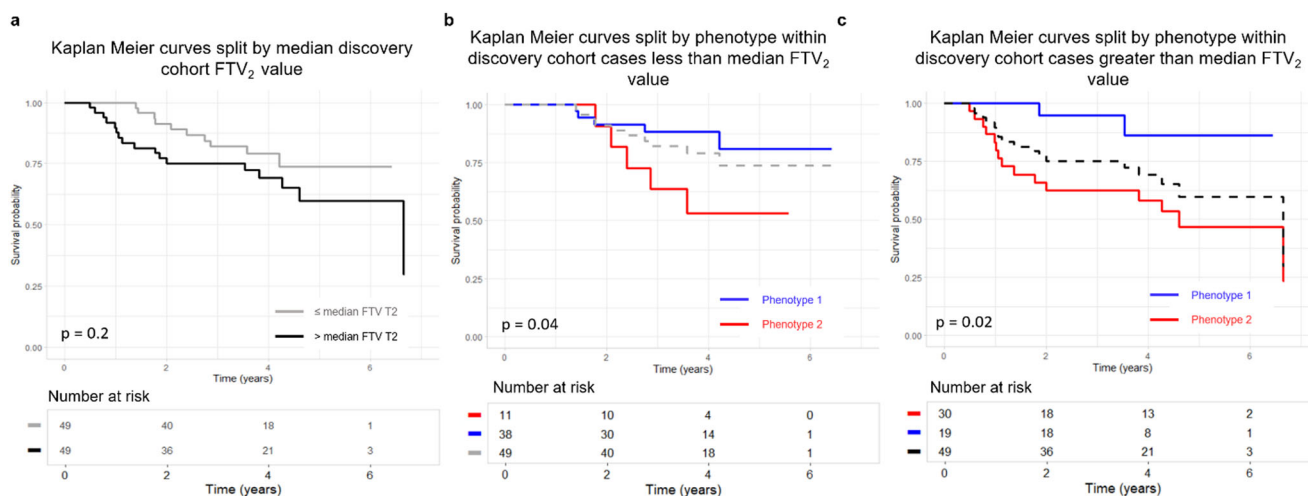 a
Kaplan Meier curves split by median discovery
cohort FTV₂ value
1.00
0.75
0.50
0.25
0.00
Survival probability
≤ median FTV T2
> median FTV T2
p = 0.2
0 2 4 6
Time (years)
Number at risk
49 40 18 1
49 36 21 3
0 2 4 6
Time (years)
b
Kaplan Meier curves split by phenotype within
discovery cohort cases less than median FTV₂
value
1.00
0.75
0.50
0.25
0.00
Survival probability
Phenotype 1
Phenotype 2
p = 0.04
0 2 4 6
Time (years)
Number at risk
11 10 4 0
38 30 14 1
49 40 18 1
0 2 4 6
Time (years)
c
Kaplan Meier curves split by phenotype within
discovery cohort cases greater than median FTV₂
value
1.00
0.75
0.50
0.25
0.00
Survival probability
Phenotype 1
Phenotype 2
p = 0.02
0 2 4 6
Time (years)
Number at risk
30 18 13 2
19 18 8 1
49 36 21 3
0 2 4 6
Time (years)